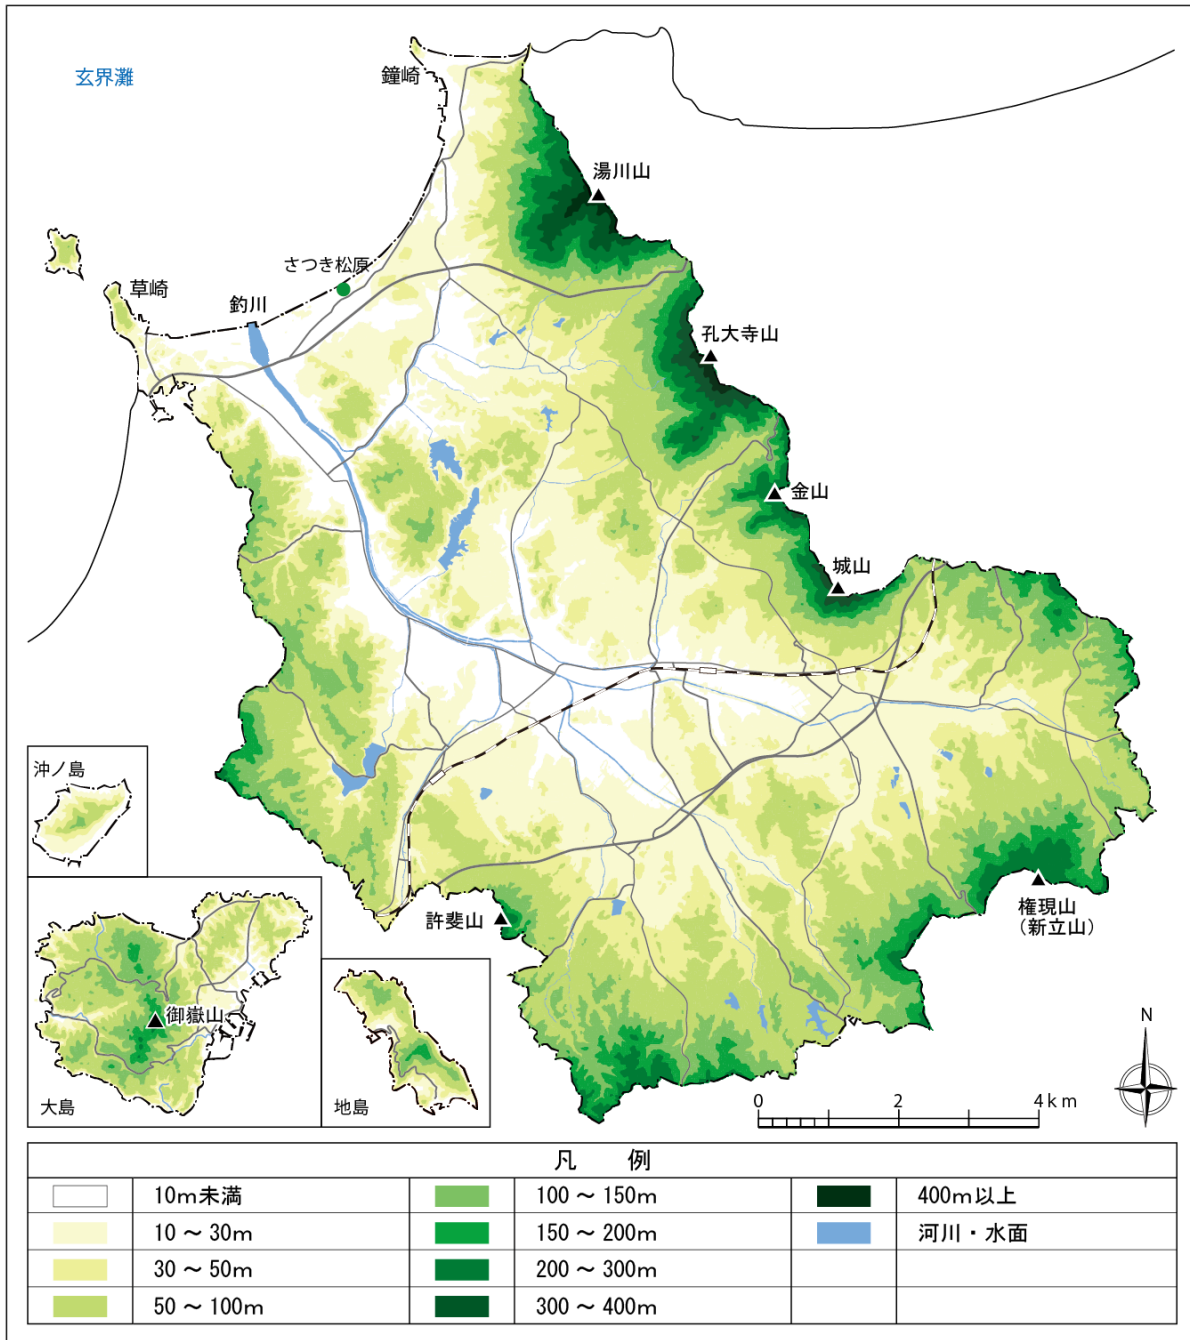 玄界灘
鐘崎
湯川山
さつき松原
草崎
釣川
孔大寺山
金山
城山
沖ノ島
許斐山
権現山
（新立山）
御嶽山
大島
地島
N
0 2 4km
凡 例
10m未満 100 ～ 150m 400m以上
10 ～ 30m 150 ～ 200m 河川・水面
30 ～ 50m 200 ～ 300m
50 ～ 100m 300 ～ 400m